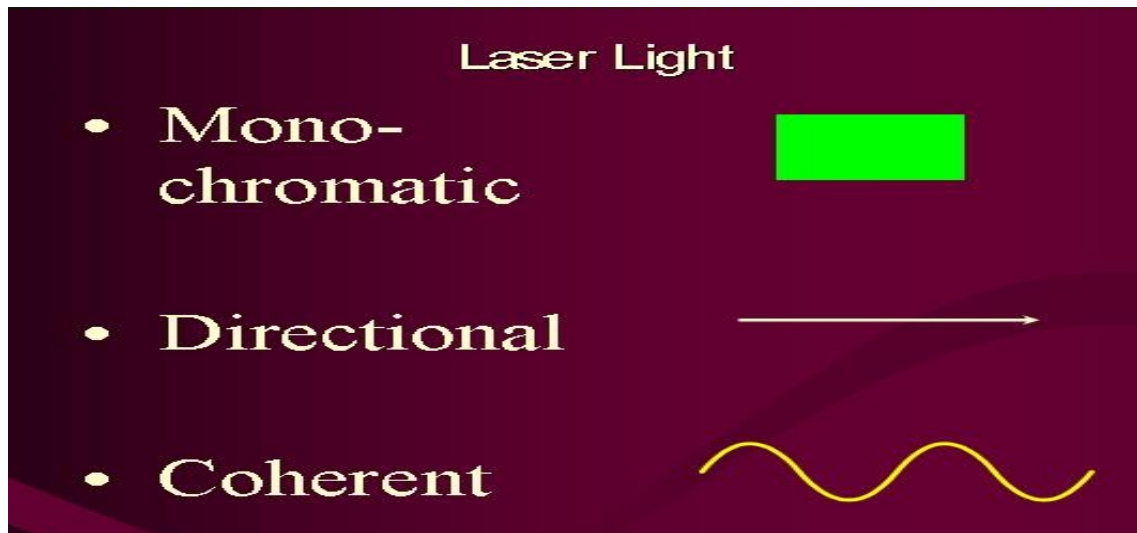 Laser Light
• Mono-
chromatic
• Directional
• Coherent